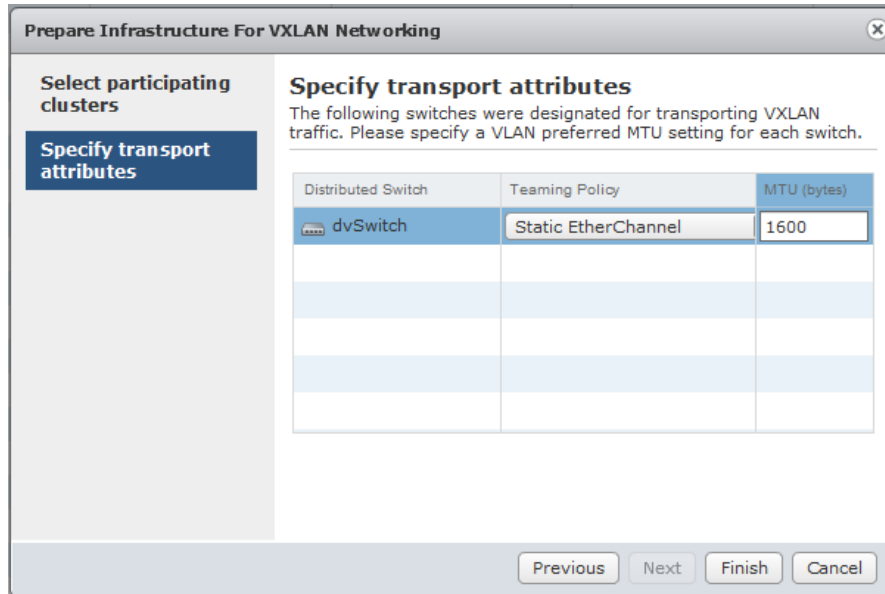 Prepare Infrastructure For VXLAN Networking
Select participating
clusters
Specify transport
attributes
Specify transport attributes
The following switches were designated for transporting VXLAN
traffic. Please specify a VLAN preferred MTU setting for each switch.
Distributed Switch Teaming Policy MTU (bytes)
dvSwitch Static EtherChannel 1600
Previous Next Finish Cancel